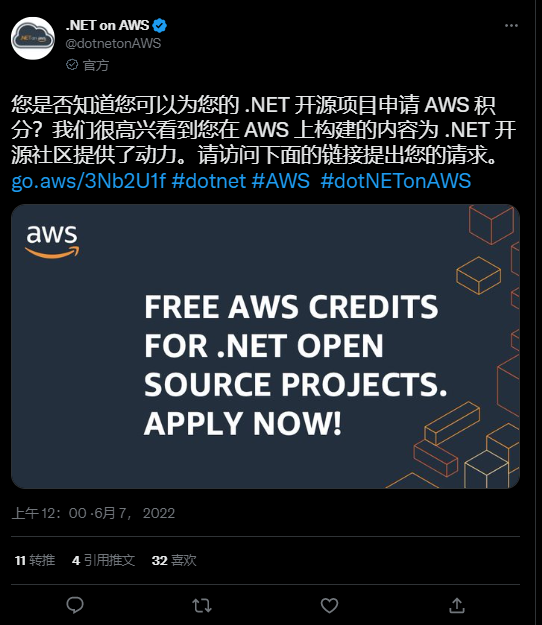 .NET on AWS
@dotnetonAWS
官方
您是否知道您可以为您的 .NET 开源项目申请 AWS 积
分？我们很高兴看到您在 AWS 上构建的内容为 .NET 开
源社区提供了动力。请访问下面的链接提出您的请求。
go.aws/3Nb2U1f #dotnet #AWS #dotNETonAWS
aws
FREE AWS CREDITS
FOR .NET OPEN
SOURCE PROJECTS.
APPLY NOW!
上午 12：00 ·6月 7， 2022
11 转推 4 引用推文 32 喜欢